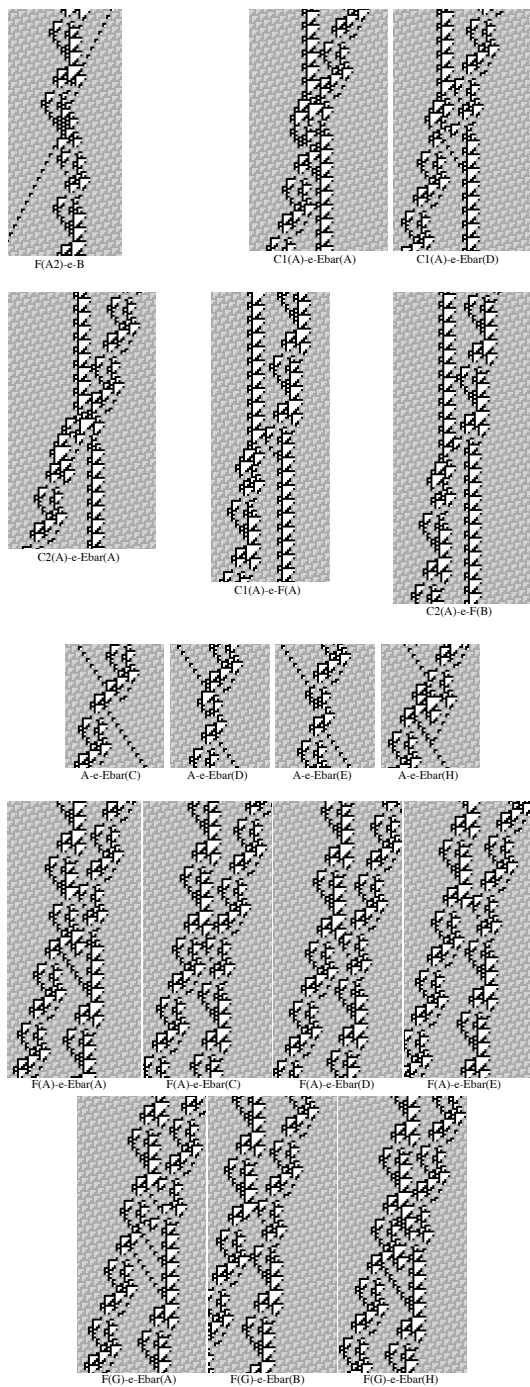 F(A2)-e-B
C1(A)-e-Ebar(A)
C1(A)-e-Ebar(D)
C2(A)-e-Ebar(A)
C1(A)-e-F(A)
C2(A)-e-F(B)
A-e-Ebar(C)
A-e-Ebar(D)
A-e-Ebar(E)
A-e-Ebar(H)
F(A)-e-Ebar(A)
F(A)-e-Ebar(C)
F(A)-e-Ebar(D)
F(A)-e-Ebar(E)
F(G)-e-Ebar(A)
F(G)-e-Ebar(B)
F(G)-e-Ebar(H)